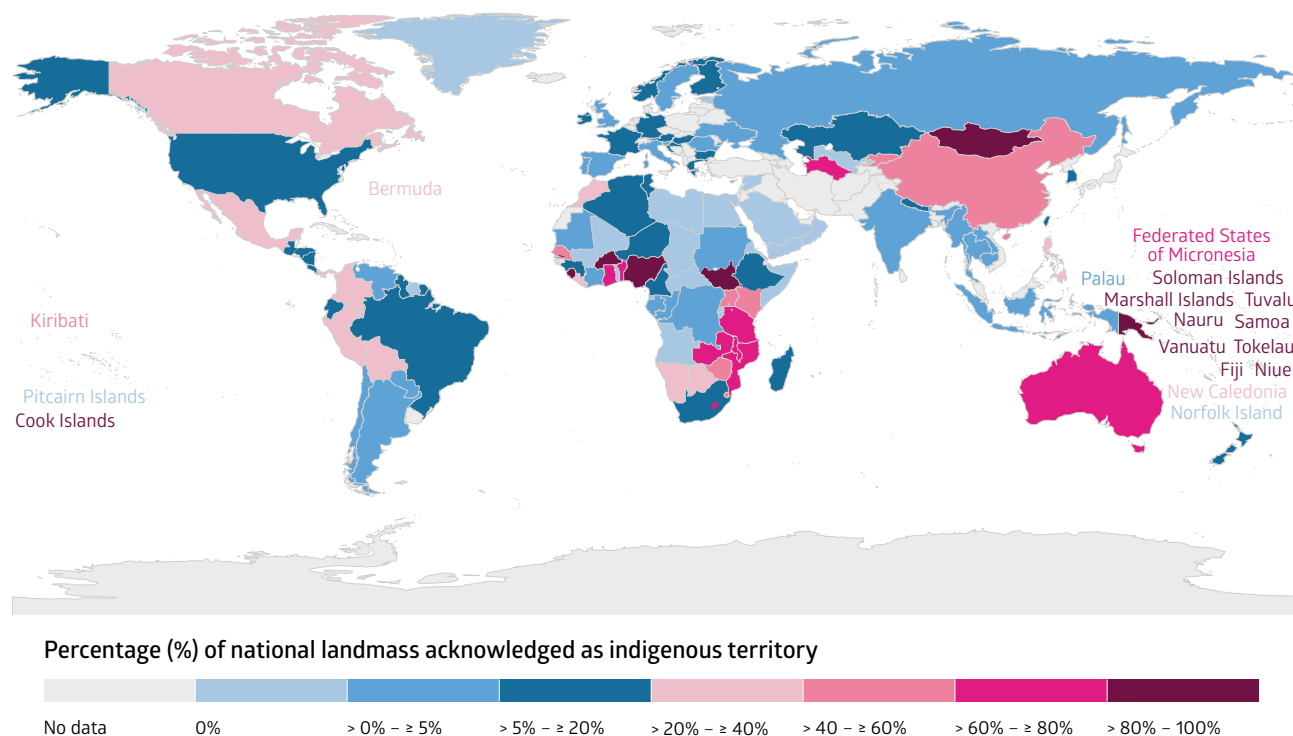 Bermuda
Federated States
of Micronesia
Palau
Soloman Islands
Marshall Islands Tuvalu
Kiribati
Nauru Samoa
Vanuatu Tokelau
Fiji Niue
New Caledonia
Pitcairn Islands
Norfolk Island
Cook Islands
Percentage (%) of national landmass acknowledged as indigenous territory
No data 0% > 0% – ≥ 5% >5% – ≥ 20% > 20% – ≥ 40% > 40 – ≥ 60% > 60% – ≥ 80% > 80% – 100%